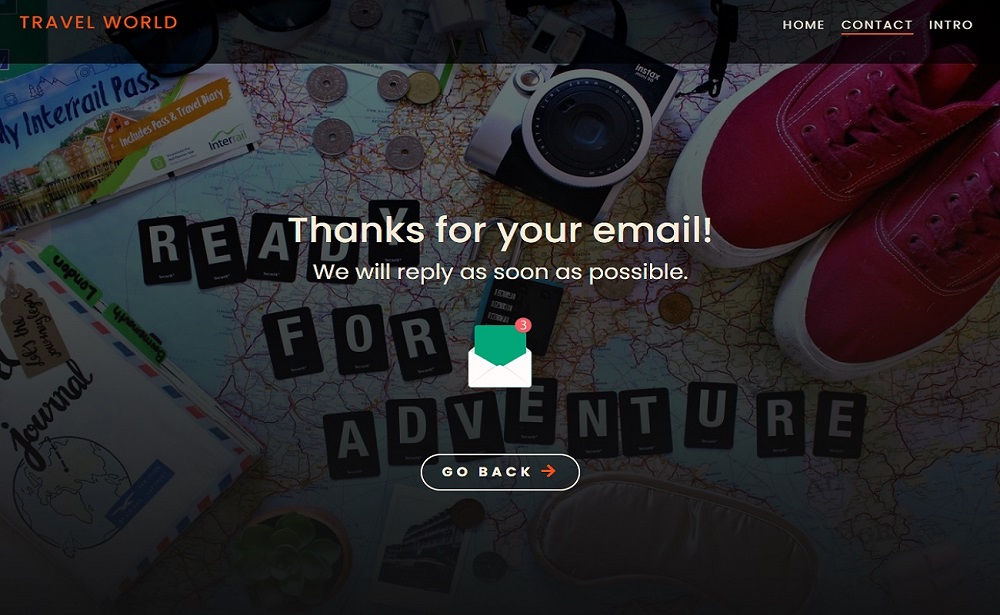 TRAVEL WORLD
HOME CONTACT INTRO
My Interrail Pass
Includes Pass & Travel Diary
Interrail
instax
READY
Thanks for your email!
We will reply as soon as possible.
London
FOR
3
journal
ADVENTURE
GO BACK